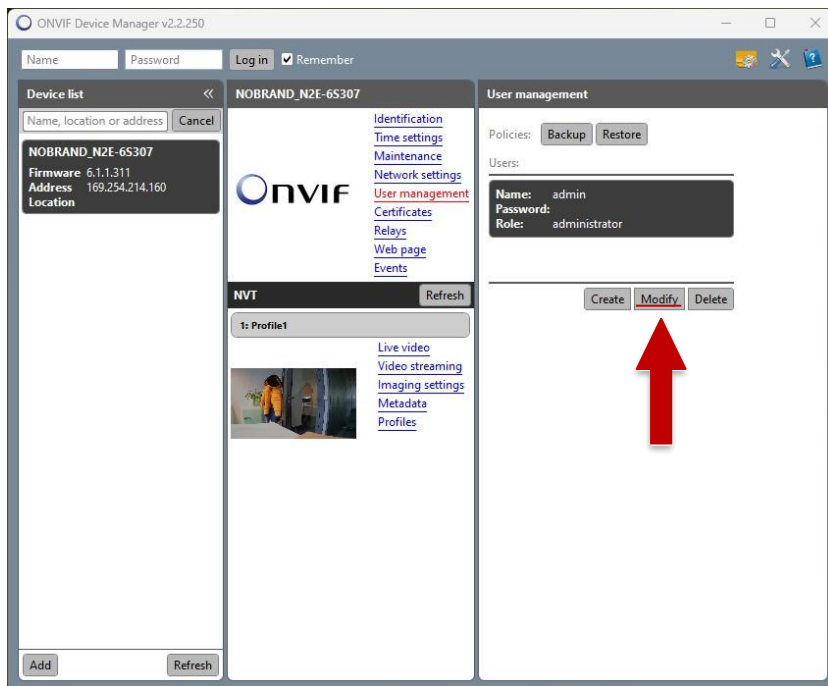 ONVIF Device Manager v2.2.250
Name Password Log in Remember
Device list «
Name, location or address Cancel
NOBRAND_N2E-6S307
Firmware 6.1.1.311
Address 169.254.214.160
Location
Add Refresh
NOBRAND_N2E-6S307
ONVIF
Identification
Time settings
Maintenance
Network settings
User management
Certificates
Relays
Web page
Events
NVT Refresh
1: Profile1
Live video
Video streaming
Imaging settings
Metadata
Profiles
User management
Policies: Backup Restore
Users:
Name: admin
Password:
Role: administrator
Create Modify Delete